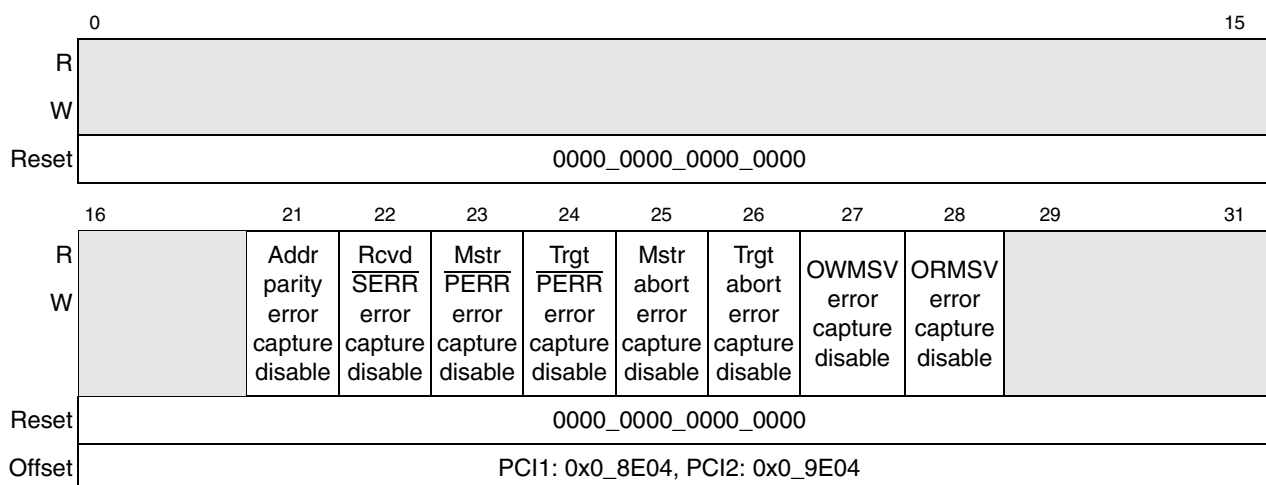 0 15
R
W
Reset 0000_0000_0000_0000
16 21 22 23 24 25 26 27 28 29 31
R
W
Addr
parity
error
capture
disable
Rcvd
SERR
error
capture
disable
Mstr
PERR
error
capture
disable
Trgt
PERR
error
capture
disable
Mstr
abort
error
capture
disable
Trgt
abort
error
capture
disable
OWMSV
error
capture
disable
ORMSV
error
capture
disable
Reset 0000_0000_0000_0000
Offset PCI1: 0x0_8E04, PCI2: 0x0_9E04